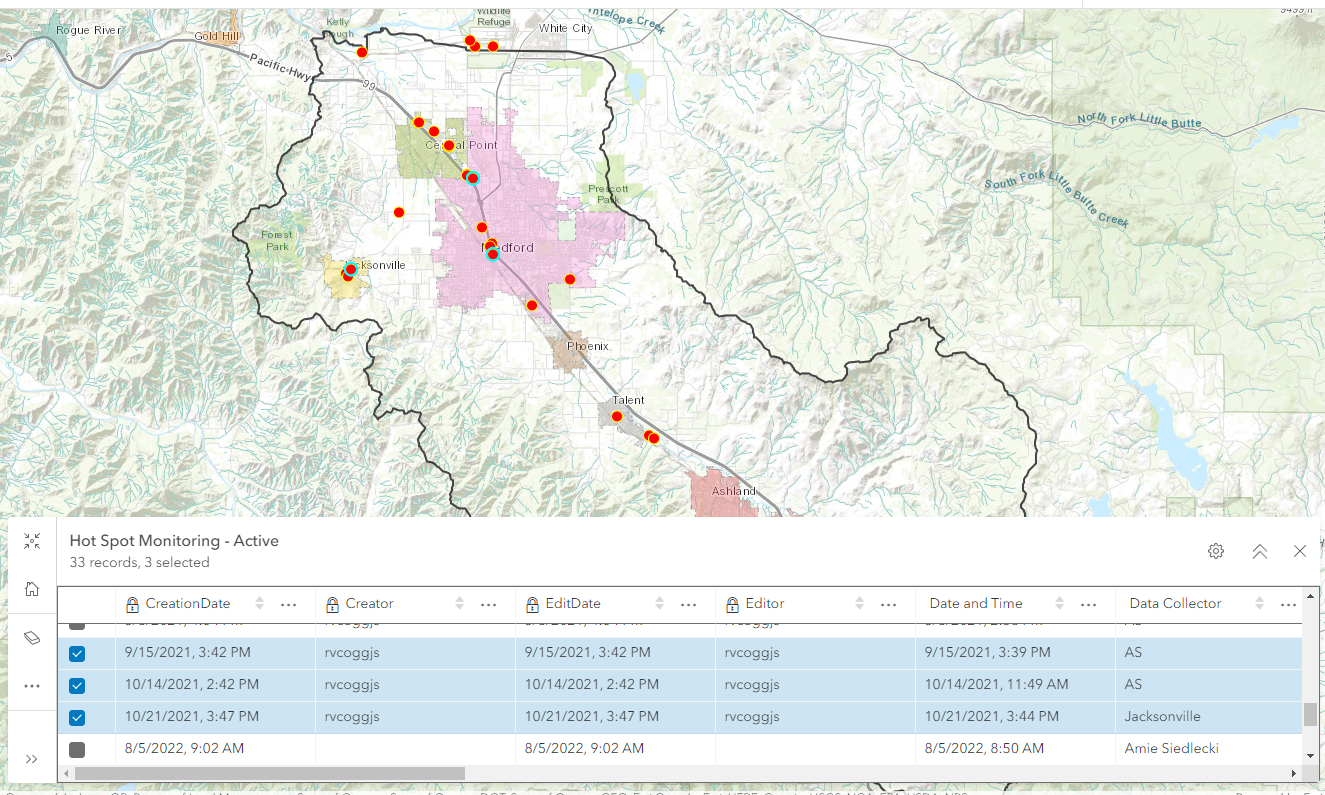 9499 ft
Wildlife
Refuge
Antelope Creek
Rogue River
Kelly
Slough
White City
Gold Hill
5
Pacific-Hwy
99
North Fork Little Butte
Central Point
South Fork Little Butte Creek
Prescott
Park
Forest
Park
Medford
Jacksonville
Phoenix
Talent
Ashland
Hot Spot Monitoring - Active
33 records, 3 selected
CreationDate Creator EditDate Editor Date and Time Data Collector
rvcoggjs rvcoggjs AS
9/15/2021, 3:42 PM rvcoggjs 9/15/2021, 3:42 PM rvcoggjs 9/15/2021, 3:39 PM AS
10/14/2021, 2:42 PM rvcoggjs 10/14/2021, 2:42 PM rvcoggjs 10/14/2021, 11:49 AM AS
10/21/2021, 3:47 PM rvcoggjs 10/21/2021, 3:47 PM rvcoggjs 10/21/2021, 3:44 PM Jacksonville
8/5/2022, 9:02 AM 8/5/2022, 9:02 AM 8/5/2022, 8:50 AM Amie Siedlecki